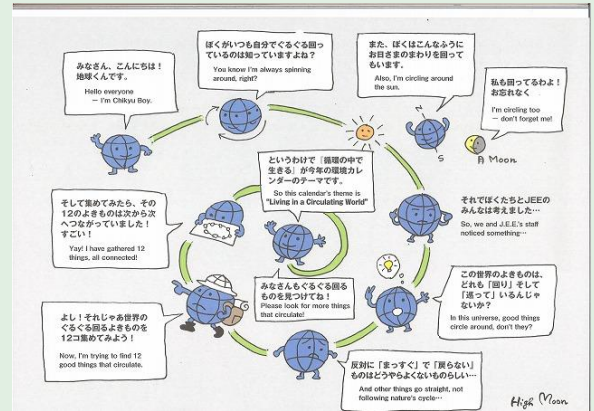 みなさん、こんにちは！
地球くんです。
Hello everyone
— I'm Chikyu Boy.
ぼくがいつも自分でぐるぐる回っ
ているのは知っていますよね？
You know I'm always spinning
around, right?
また、ぼくはこんなふうに
お日さまのまわりを回って
もいます。
Also, I'm circling around
the sun.
N
S
私も回ってるわよ！
お忘れなく
I'm circling too
— don't forget me!
A Moon
それでぼくたちとJEEの
みんなは考えました…
So, we and J.E.E.'s staff
noticed something…
この世界のよきものは、
どれも「回り」そして
「巡って」いるんじゃ
ないか？
In this universe, good things
circle around, don't they?
反対に「まっすぐ」で「戻らない」
ものはどうやらよくないものらしい…
And other things go straight, not
following nature's cycle…
よし！それじゃあ世界の
ぐるぐる回るよきものを
12コ集めてみよう！
Now, I'm trying to find 12
good things that circulate.
そして集めてみたら、その
12のよきものは次から次
へつながっていました！
すごい！
Yay! I have gathered 12
things, all connected!
というわけで『循環の中で
生きる』が今年の環境カレ
ンダーのテーマです。
So this calendar's theme is
"Living in a Circulating World"
みなさんもぐるぐる回る
ものを見つけてね！
Please look for more things
that circulate!
High Moon